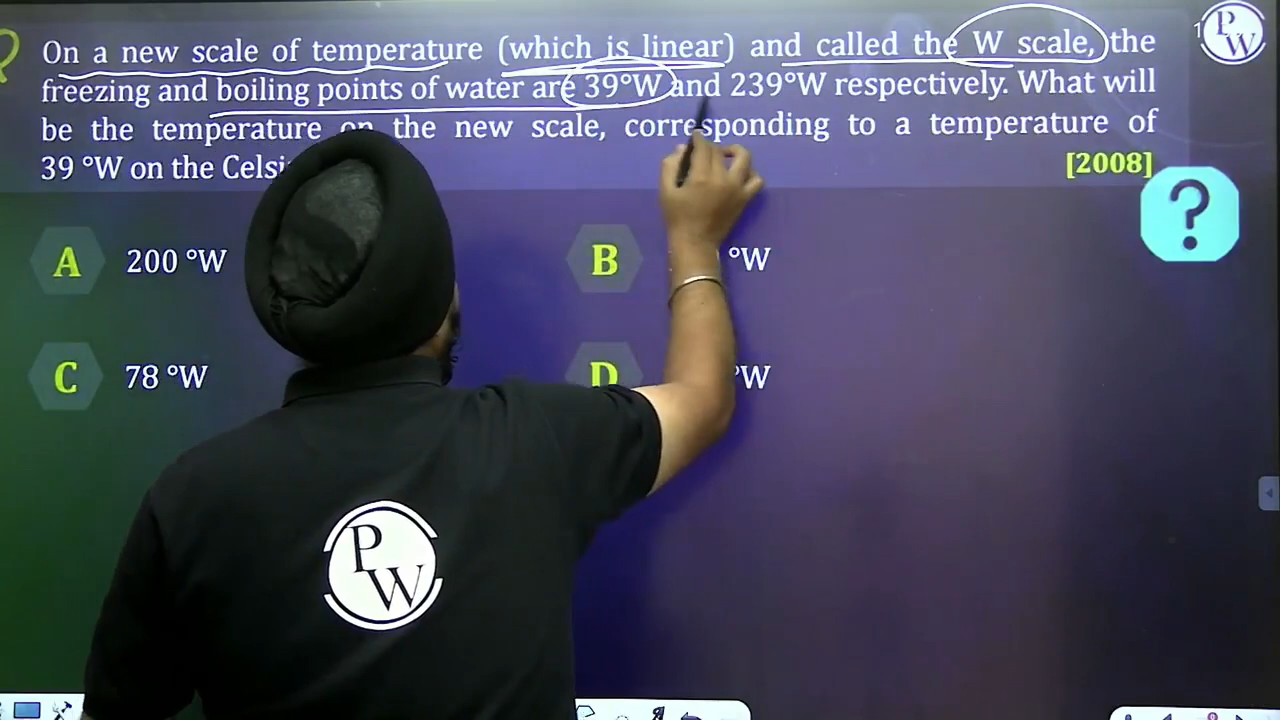 On a new scale of temperature (which is linear) and called the W scale, the
freezing and boiling points of water are 39°W and 239°W respectively. What will
be the temperature on the new scale, corresponding to a temperature of
39 °W on the Celsi
[2008]
?
A 200 °W
B °W
C 78 °W
D °W
P
W
P
W